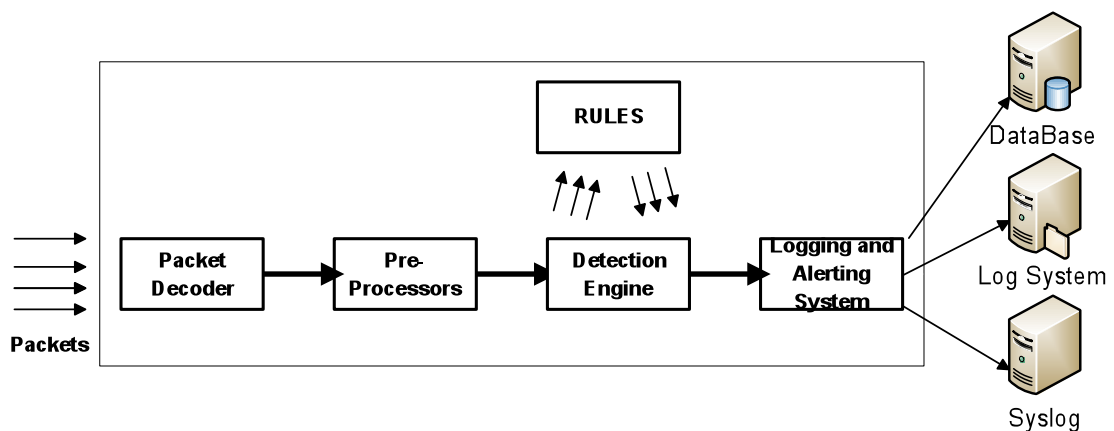 RULES
DataBase
Packet
Decoder
Pre-
Processors
Detection
Engine
Logging and
Alerting
System
Log System
Packets
Syslog